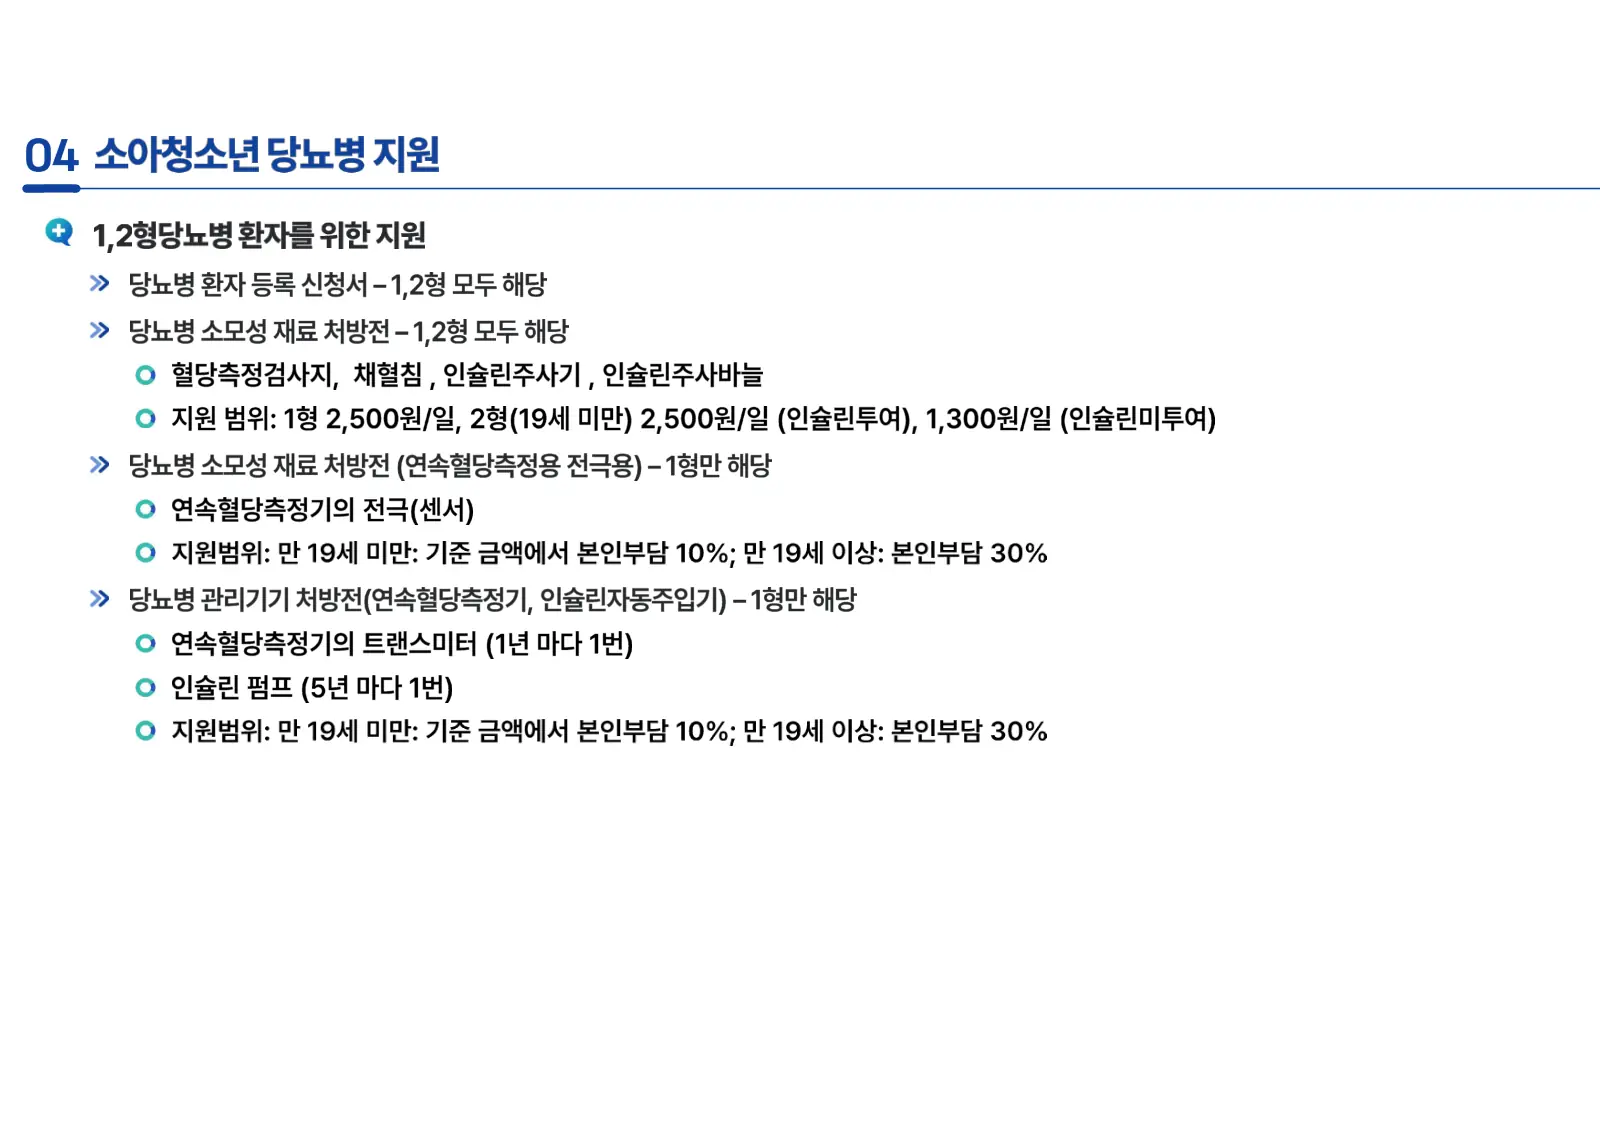 04 소아청소년 당뇨병 지원
1,2형당뇨병 환자를 위한 지원
당뇨병 환자 등록 신청서 – 1,2형 모두 해당
당뇨병 소모성 재료 처방전 – 1,2형 모두 해당
혈당측정검사지, 채혈침 , 인슐린주사기 , 인슐린주사바늘
지원 범위: 1형 2,500원/일, 2형(19세 미만) 2,500원/일 (인슐린투여), 1,300원/일 (인슐린미투여)
당뇨병 소모성 재료 처방전 (연속혈당측정용 전극용) – 1형만 해당
연속혈당측정기의 전극(센서)
지원범위: 만 19세 미만: 기준 금액에서 본인부담 10%; 만 19세 이상: 본인부담 30%
당뇨병 관리기기 처방전(연속혈당측정기, 인슐린자동주입기) – 1형만 해당
연속혈당측정기의 트랜스미터 (1년 마다 1번)
인슐린 펌프 (5년 마다 1번)
지원범위: 만 19세 미만: 기준 금액에서 본인부담 10%; 만 19세 이상: 본인부담 30%